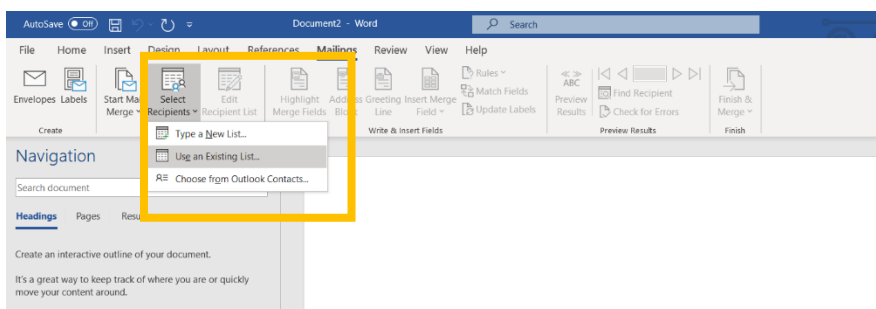 AutoSave Off Document2 - Word Search
File Home Insert Design Layout References Mailings Review View Help
Envelopes Labels Start Merge Select Recipients Edit Recipient List Highlight Merge Fields Address Block Greeting Line Insert Merge Field Rules Match Fields Update Labels ABC Preview Results Find Recipient Check for Errors Finish & Merge
Create Write & Insert Fields Preview Results Finish
Type a New List...
Use an Existing List...
Choose from Outlook Contacts...
Navigation
Search document
Headings Pages
Create an interactive outline of your document.
It's a great way to keep track of where you are or quickly
move your content around.